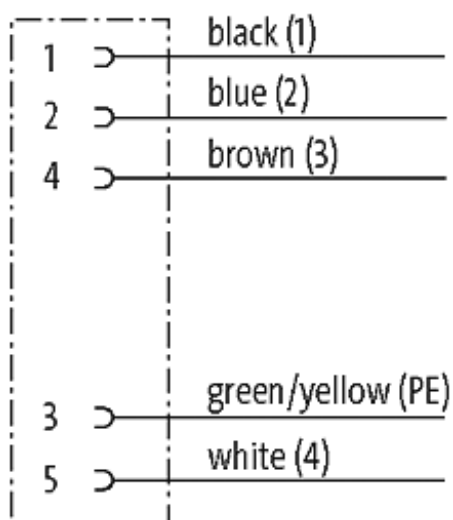 1 black (1)
2 blue (2)
4 brown (3)
3 green/yellow (PE)
5 white (4)